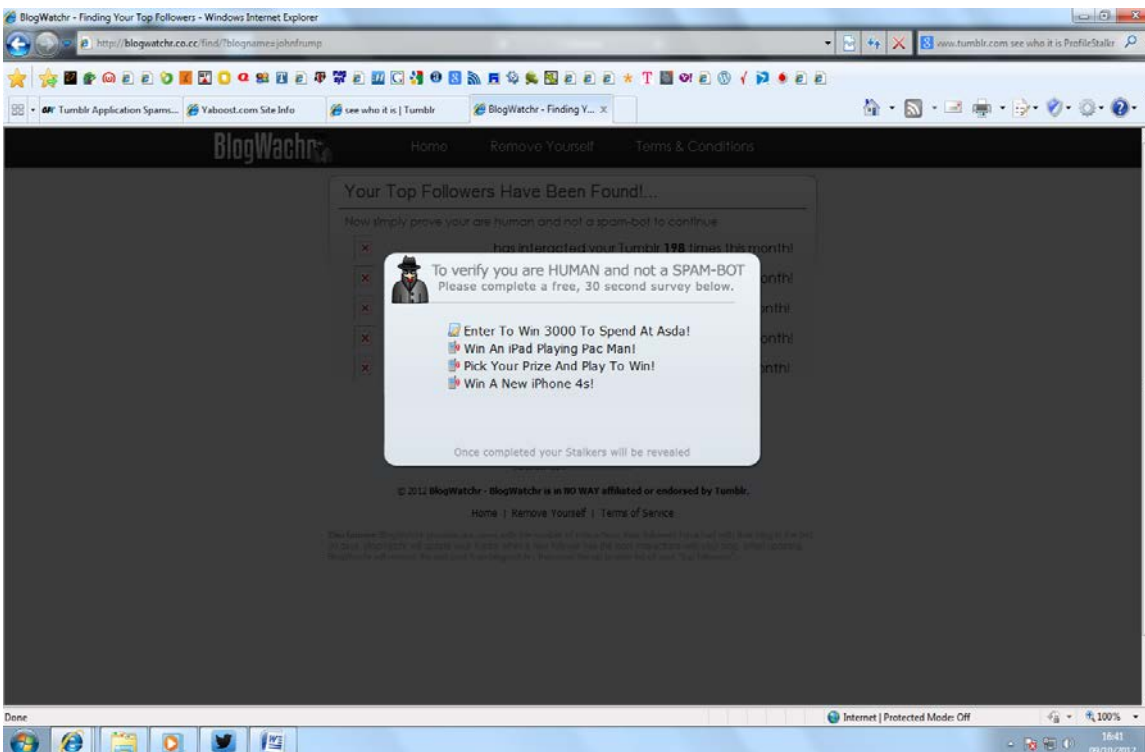 BlogWatchr - Finding Your Top Followers - Windows Internet Explorer
http://blogwatchr.co.cc/find/?blogname=johnfrump
www.tumblr.com see who it is ProfileStalkr
Tumblr Application Spams...
Yaboost.com Site Info
see who it is | Tumblr
BlogWatchr - Finding Y... X
BlogWachr
Home
Remove Yourself
Terms & Conditions
Your Top Followers Have Been Found!...
Now simply prove your are human and not a spam-bot to continue
has interacted your Tumblr 198 times this month!
To verify you are HUMAN and not a SPAM-BOT
Please complete a free, 30 second survey below.
Enter To Win 3000 To Spend At Asda!
Win An iPad Playing Pac Man!
Pick Your Prize And Play To Win!
Win A New iPhone 4s!
Once completed your Stalkers will be revealed
© 2012 BlogWatchr - BlogWatchr is in NO WAY affiliated or endorsed by Tumblr.
Home | Remove Yourself | Terms of Service
Done
Internet | Protected Mode: Off
100%
16:41
09/10/2012